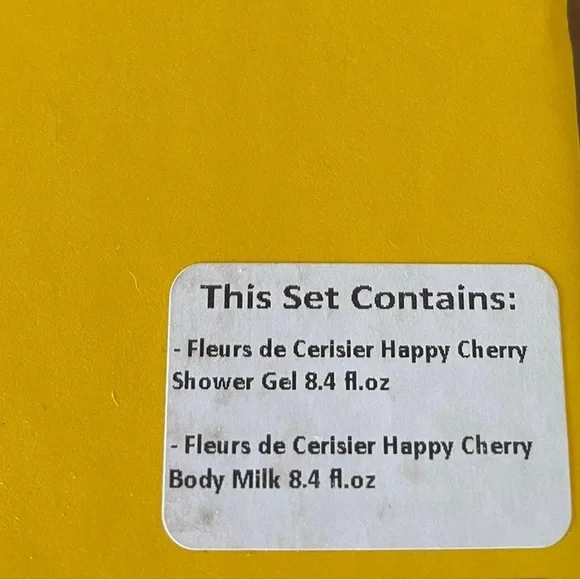 This Set Contains:
- Fleurs de Cerisier Happy Cherry
Shower Gel 8.4 fl.oz
- Fleurs de Cerisier Happy Cherry
Body Milk 8.4 fl.oz